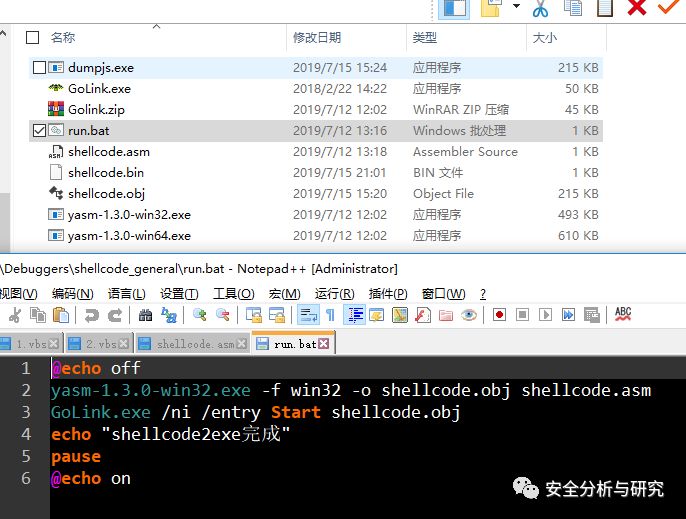 名称 修改日期 类型 大小
dumpjs.exe 2019/7/15 15:24 应用程序 215 KB
GoLink.exe 2018/2/22 14:22 应用程序 50 KB
Golink.zip 2019/7/12 12:02 WinRAR ZIP 压缩 45 KB
run.bat 2019/7/12 13:16 Windows 批处理 1 KB
shellcode.asm 2019/7/12 13:18 Assembler Source 1 KB
shellcode.bin 2019/7/15 21:01 BIN 文件 1 KB
shellcode.obj 2019/7/15 15:20 Object File 215 KB
yasm-1.3.0-win32.exe 2019/7/12 12:02 应用程序 493 KB
yasm-1.3.0-win64.exe 2019/7/12 12:02 应用程序 610 KB
\Debuggers\shellcode_general\run.bat - Notepad++ [Administrator]
视图(V) 编码(N) 语言(L) 设置(T) 工具(O) 宏(M) 运行(R) 插件(P) 窗口(W) ?
ABC
1.vbs 2.vbs shellcode.asm run.bat
1 @echo off
2 yasm-1.3.0-win32.exe -f win32 -o shellcode.obj shellcode.asm
3 GoLink.exe /ni /entry Start shellcode.obj
4 echo "shellcode2exe完成"
5 pause
6 @echo on
安全分析与研究